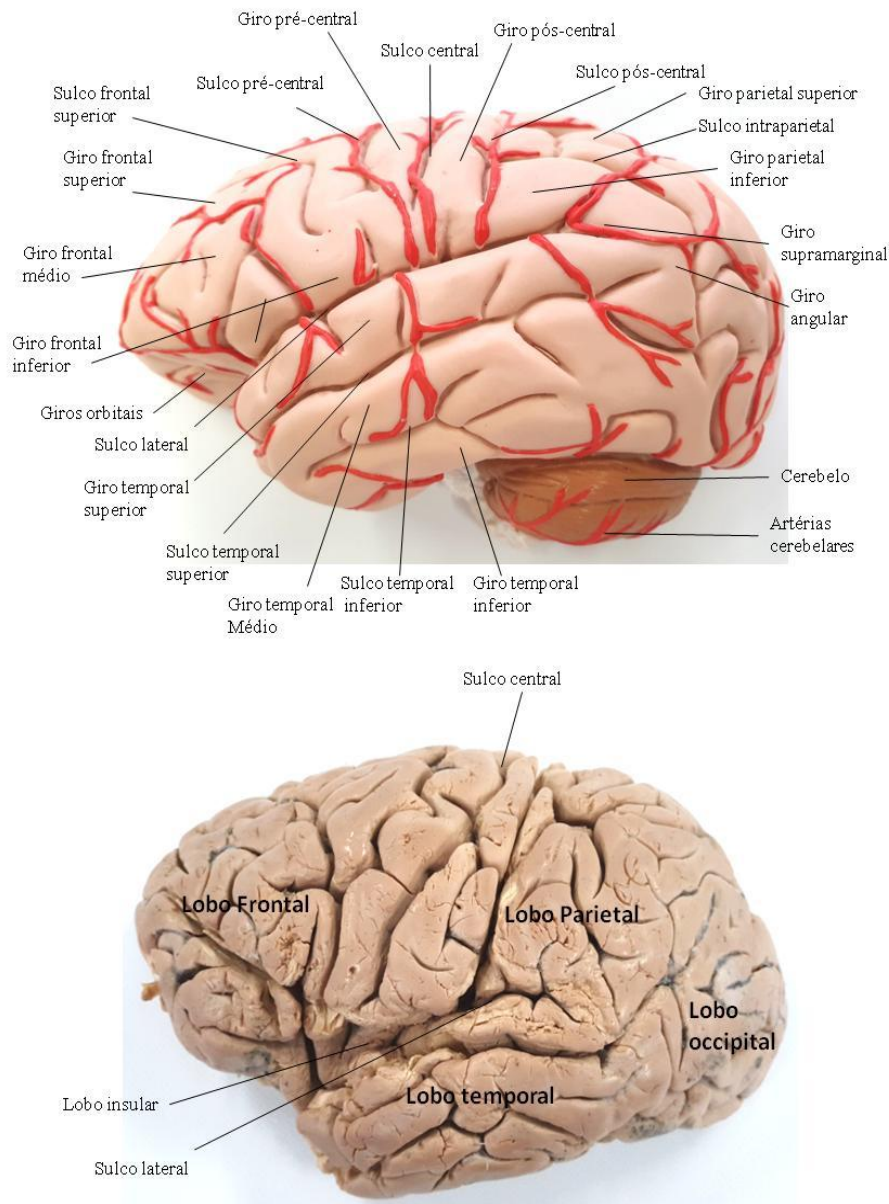 Giro pré-central
Giro pós-central
Sulco central
Sulco pré-central
Sulco pós-central
Sulco frontal
superior
Giro parietal superior
Sulco intraparietal
Giro frontal
superior
Giro parietal
inferior
Giro frontal
médio
Giro
supramarginal
Giro
angular
Giro frontal
inferior
Giros orbitais
Sulco lateral
Giro temporal
superior
Cerebelo
Artérias
cerebelares
Sulco temporal
superior
Giro temporal
Médio
Sulco temporal
inferior
Giro temporal
inferior
Sulco central
Lobo Frontal
Lobo Parietal
Lobo
occipital
Lobo temporal
Lobo insular
Sulco lateral